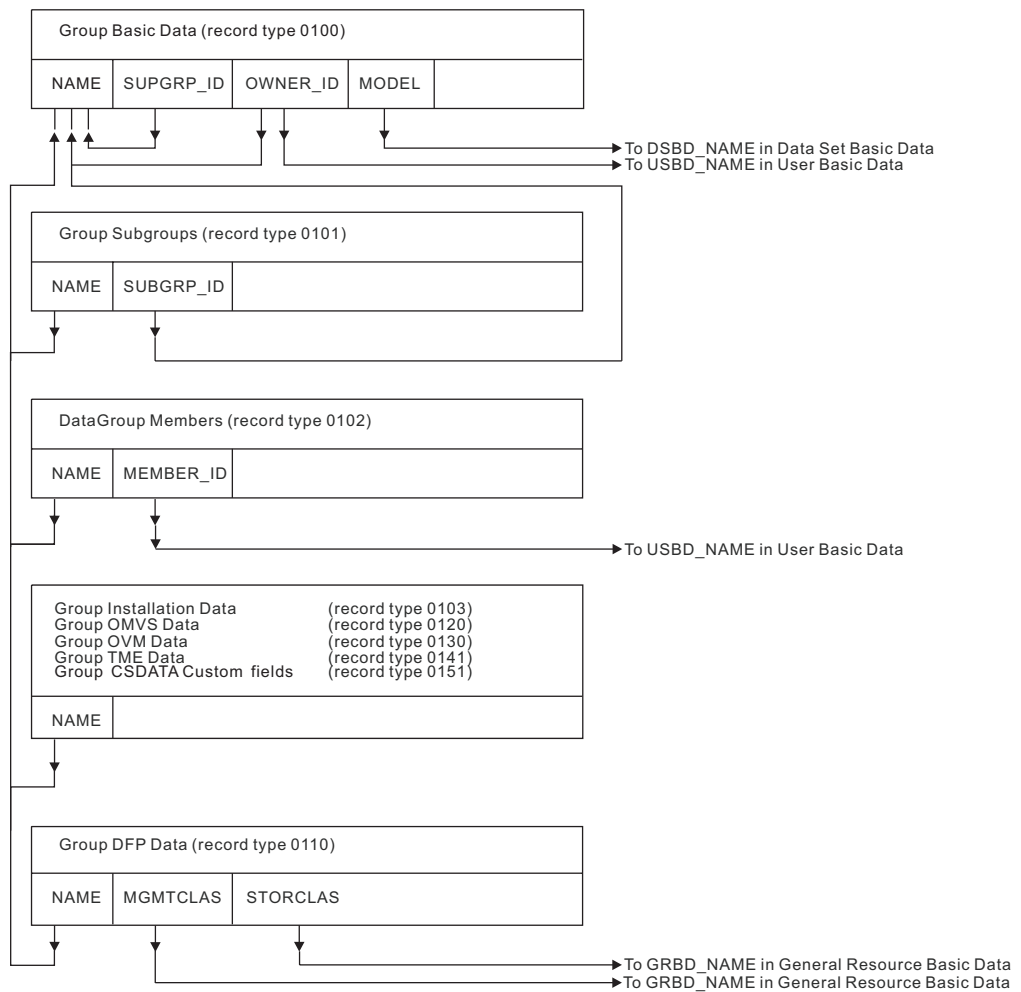 Group Basic Data (record type 0100)
NAME SUPGRP_ID OWNER_ID MODEL
To DSBD_NAME in Data Set Basic Data
To USBD_NAME in User Basic Data
Group Subgroups (record type 0101)
NAME SUBGRP_ID
DataGroup Members (record type 0102)
NAME MEMBER_ID
To USBD_NAME in User Basic Data
Group Installation Data (record type 0103)
Group OMVS Data (record type 0120)
Group OVM Data (record type 0130)
Group TME Data (record type 0141)
Group CSDATA Custom fields (record type 0151)
NAME
Group DFP Data (record type 0110)
NAME MGMTCLAS STORCLAS
To GRBD_NAME in General Resource Basic Data
To GRBD_NAME in General Resource Basic Data